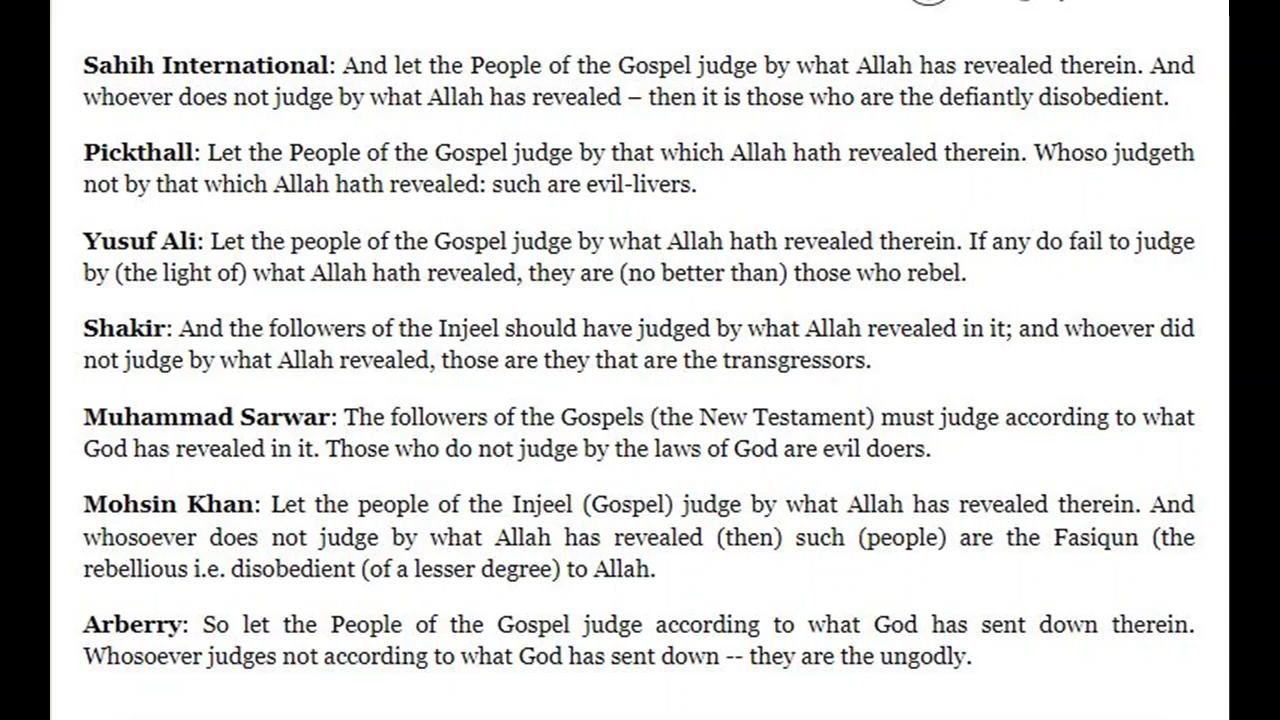 Sahih International: And let the People of the Gospel judge by what Allah has revealed therein. And
whoever does not judge by what Allah has revealed – then it is those who are the defiantly disobedient.
Pickthall: Let the People of the Gospel judge by that which Allah hath revealed therein. Whoso judgeth
not by that which Allah hath revealed: such are evil-livers.
Yusuf Ali: Let the people of the Gospel judge by what Allah hath revealed therein. If any do fail to judge
by (the light of) what Allah hath revealed, they are (no better than) those who rebel.
Shakir: And the followers of the Injeel should have judged by what Allah revealed in it; and whoever did
not judge by what Allah revealed, those are they that are the transgressors.
Muhammad Sarwar: The followers of the Gospels (the New Testament) must judge according to what
God has revealed in it. Those who do not judge by the laws of God are evil doers.
Mohsin Khan: Let the people of the Injeel (Gospel) judge by what Allah has revealed therein. And
whosoever does not judge by what Allah has revealed (then) such (people) are the Fasiqun (the
rebellious i.e. disobedient (of a lesser degree) to Allah.
Arberry: So let the People of the Gospel judge according to what God has sent down therein.
Whosoever judges not according to what God has sent down -- they are the ungodly.